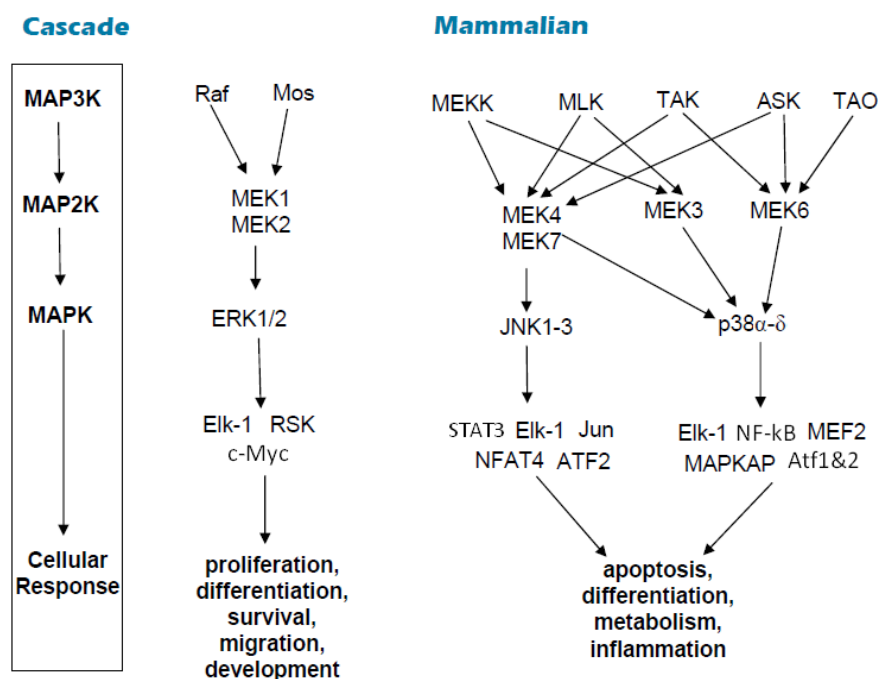 Cascade
Mammalian
MAP3K
Raf Mos
MEKK MLK TAK ASK TAO
MAP2K
MEK1
MEK2
MEK4
MEK7
MEK3
MEK6
MAPK
ERK1/2
JNK1-3
p38α-δ
Elk-1 RSK
c-Myc
STAT3 Elk-1 Jun
NFAT4 ATF2
Elk-1 NF-kB MEF2
MAPKAP Atf1&2
Cellular
Response
proliferation,
differentiation,
survival,
migration,
development
apoptosis,
differentiation,
metabolism,
inflammation